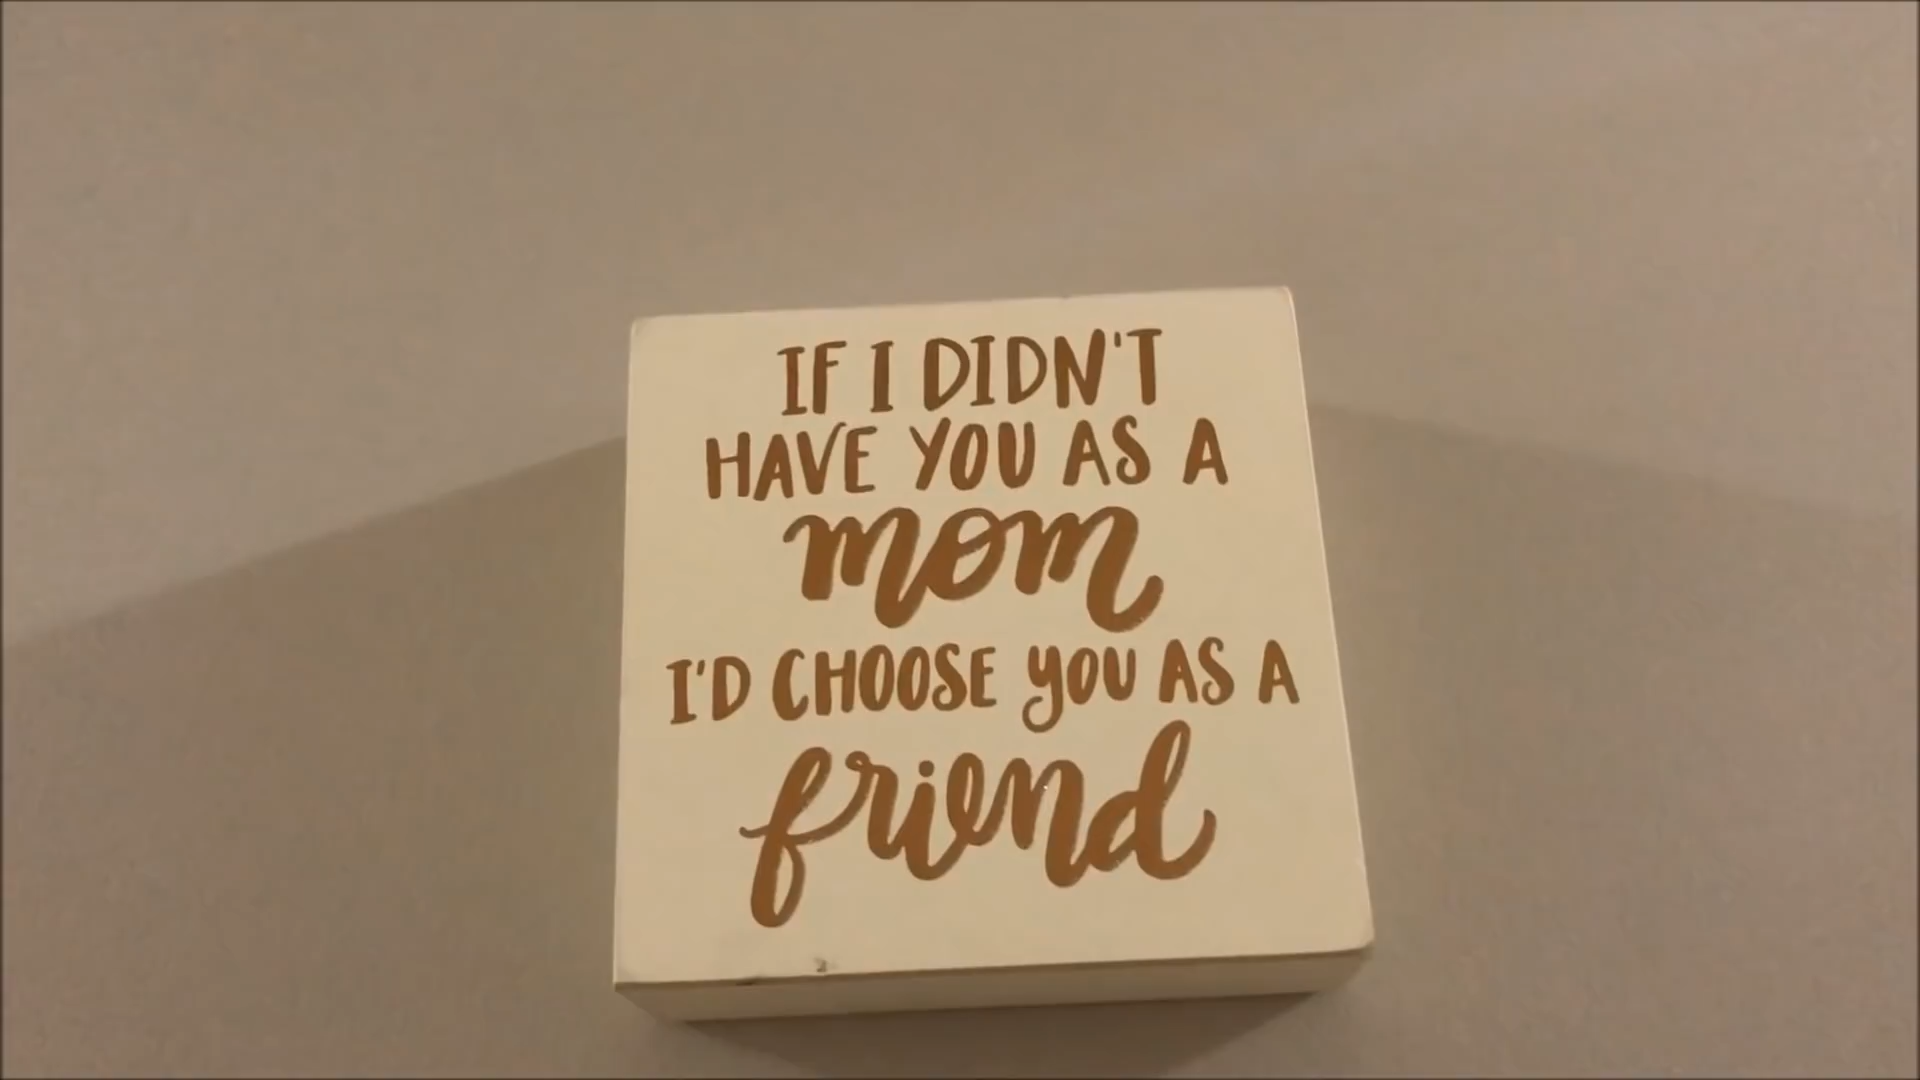 IF I DIDN'T
HAVE YOU AS A
mom
I'D CHOOSE YOU AS A
friend